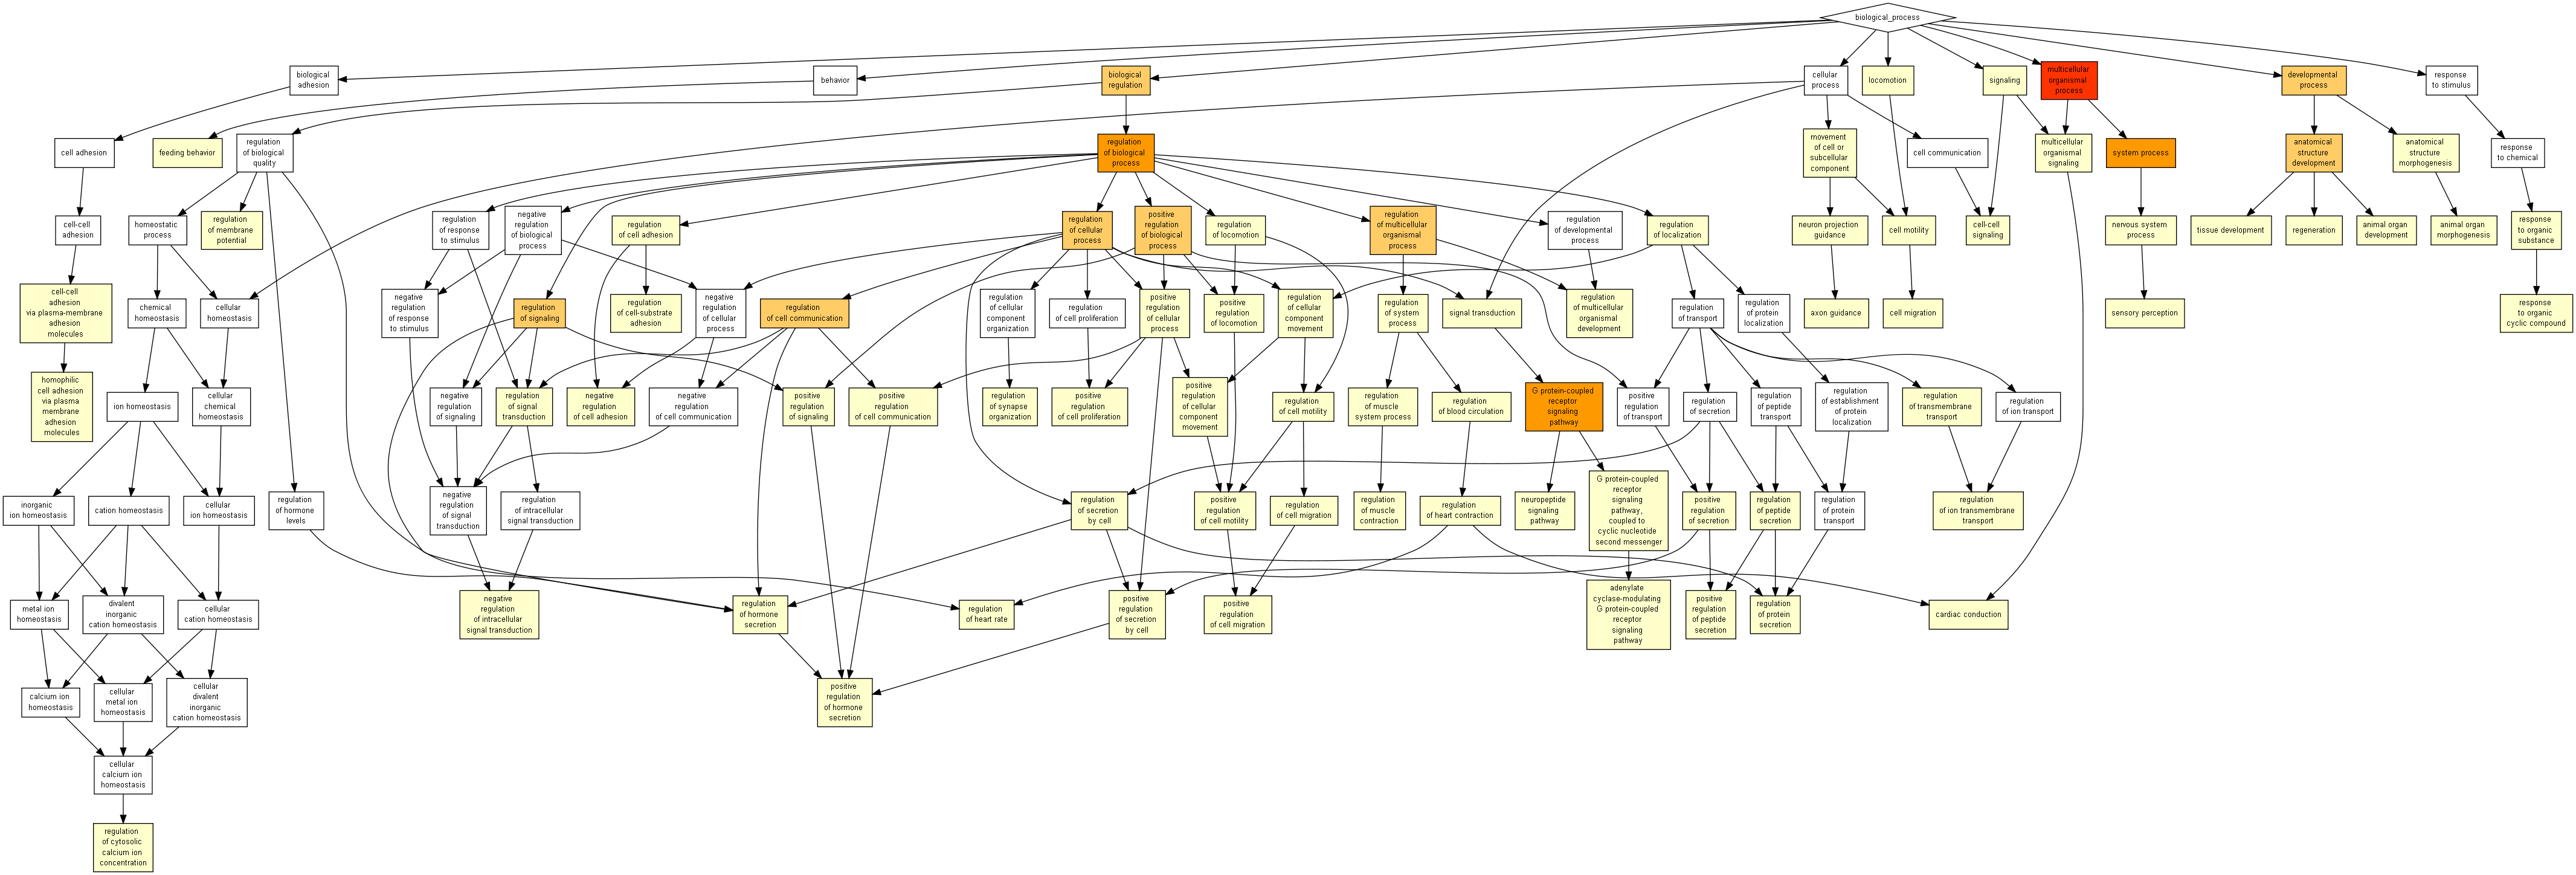 biological_process
biological
adhesion
behavior
biological
regulation
cellular
process
locomotion
signaling
multicellular
organismal
process
developmental
process
response
to stimulus
cell adhesion
feeding behavior
regulation
of biological
quality
regulation
of biological
process
movement
of cell or
subcellular
component
cell communication
multicellular
organismal
signaling
system process
anatomical
structure
development
anatomical
structure
morphogenesis
response
to chemical
cell-cell
adhesion
homeostatic
process
regulation
of membrane
potential
regulation
of response
to stimulus
negative
regulation
of biological
process
regulation
of cell adhesion
regulation
of cellular
process
positive
regulation
of biological
process
regulation
of locomotion
regulation
of multicellular
organismal
process
regulation
of developmental
process
regulation
of localization
neuron projection
guidance
cell motility
cell-cell
signaling
nervous system
process
tissue development
regeneration
animal organ
development
animal organ
morphogenesis
response
to organic
substance
cell-cell
adhesion
via plasma-membrane
adhesion
molecules
chemical
homeostasis
cellular
homeostasis
negative
regulation
of response
to stimulus
regulation
of signaling
regulation
of cell-substrate
adhesion
negative
regulation
of cellular
process
regulation
of cell communication
regulation
of cellular
component
organization
regulation
of cell proliferation
positive
regulation
of cellular
process
positive
regulation
of locomotion
regulation
of cellular
component
movement
regulation
of system
process
signal transduction
regulation
of multicellular
organismal
development
regulation
of transport
regulation
of protein
localization
axon guidance
cell migration
sensory perception
response
to organic
cyclic compound
homophilic
cell adhesion
via plasma
membrane
adhesion
molecules
ion homeostasis
cellular
chemical
homeostasis
negative
regulation
of signaling
regulation
of signal
transduction
negative
regulation
of cell adhesion
negative
regulation
of cell communication
positive
regulation
of signaling
positive
regulation
of cell communication
regulation
of synapse
organization
positive
regulation
of cell proliferation
positive
regulation
of cellular
component
movement
regulation
of cell motility
regulation
of muscle
system process
regulation
of blood circulation
G protein-coupled
receptor
signaling
pathway
positive
regulation
of transport
regulation
of secretion
regulation
of peptide
transport
regulation
of establishment
of protein
localization
regulation
of transmembrane
transport
regulation
of ion transport
inorganic
ion homeostasis
cation homeostasis
cellular
ion homeostasis
regulation
of hormone
levels
negative
regulation
of signal
transduction
regulation
of intracellular
signal transduction
regulation
of secretion
by cell
positive
regulation
of cell motility
regulation
of cell migration
regulation
of muscle
contraction
regulation
of heart contraction
neuropeptide
signaling
pathway
G protein-coupled
receptor
signaling
pathway,
coupled to
cyclic nucleotide
second messenger
positive
regulation
of secretion
regulation
of peptide
secretion
regulation
of protein
transport
regulation
of ion transmembrane
transport
metal ion
homeostasis
divalent
inorganic
cation homeostasis
cellular
cation homeostasis
negative
regulation
of intracellular
signal transduction
regulation
of hormone
secretion
regulation
of heart rate
positive
regulation
of secretion
by cell
positive
regulation
of cell migration
adenylate
cyclase-modulating
G protein-coupled
receptor
signaling
pathway
positive
regulation
of peptide
secretion
regulation
of protein
secretion
cardiac conduction
calcium ion
homeostasis
cellular
metal ion
homeostasis
cellular
divalent
inorganic
cation homeostasis
positive
regulation
of hormone
secretion
cellular
calcium ion
homeostasis
regulation
of cytosolic
calcium ion
concentration